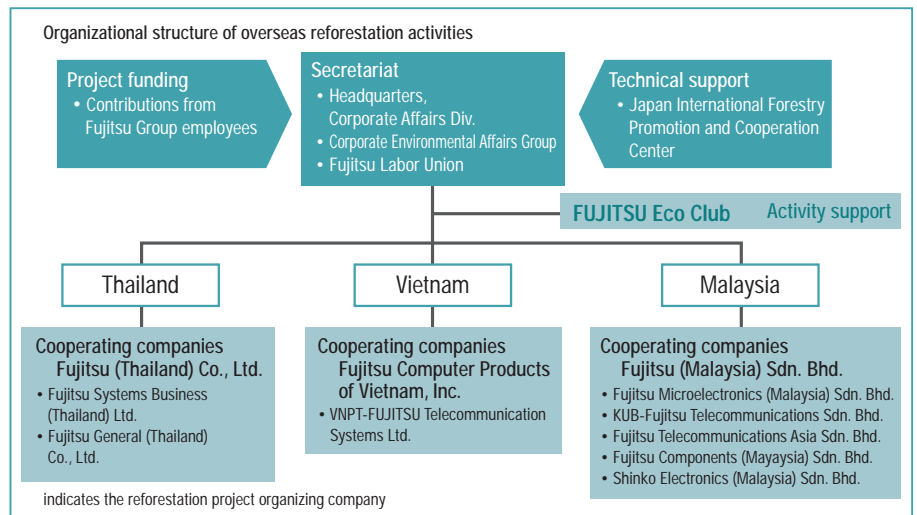 Organizational structure of overseas reforestation activities
Project funding
• Contributions from
Fujitsu Group employees
Secretariat
• Headquarters,
Corporate Affairs Div.
• Corporate Environmental Affairs Group
• Fujitsu Labor Union
Technical support
• Japan International Forestry
Promotion and Cooperation
Center
FUJITSU Eco Club Activity support
Thailand
Vietnam
Malaysia
Cooperating companies
Fujitsu (Thailand) Co., Ltd.
• Fujitsu Systems Business
(Thailand) Ltd.
• Fujitsu General (Thailand)
Co., Ltd.
Cooperating companies
Fujitsu Computer Products
of Vietnam, Inc.
• VNPT-FUJITSU Telecommunication
Systems Ltd.
Cooperating companies
Fujitsu (Malaysia) Sdn. Bhd.
• Fujitsu Microelectronics (Malaysia) Sdn. Bhd.
• KUB-Fujitsu Telecommunications Sdn. Bhd.
• Fujitsu Telecommunications Asia Sdn. Bhd.
• Fujitsu Components (Mayaysia) Sdn. Bhd.
• Shinko Electronics (Malaysia) Sdn. Bhd.
indicates the reforestation project organizing company